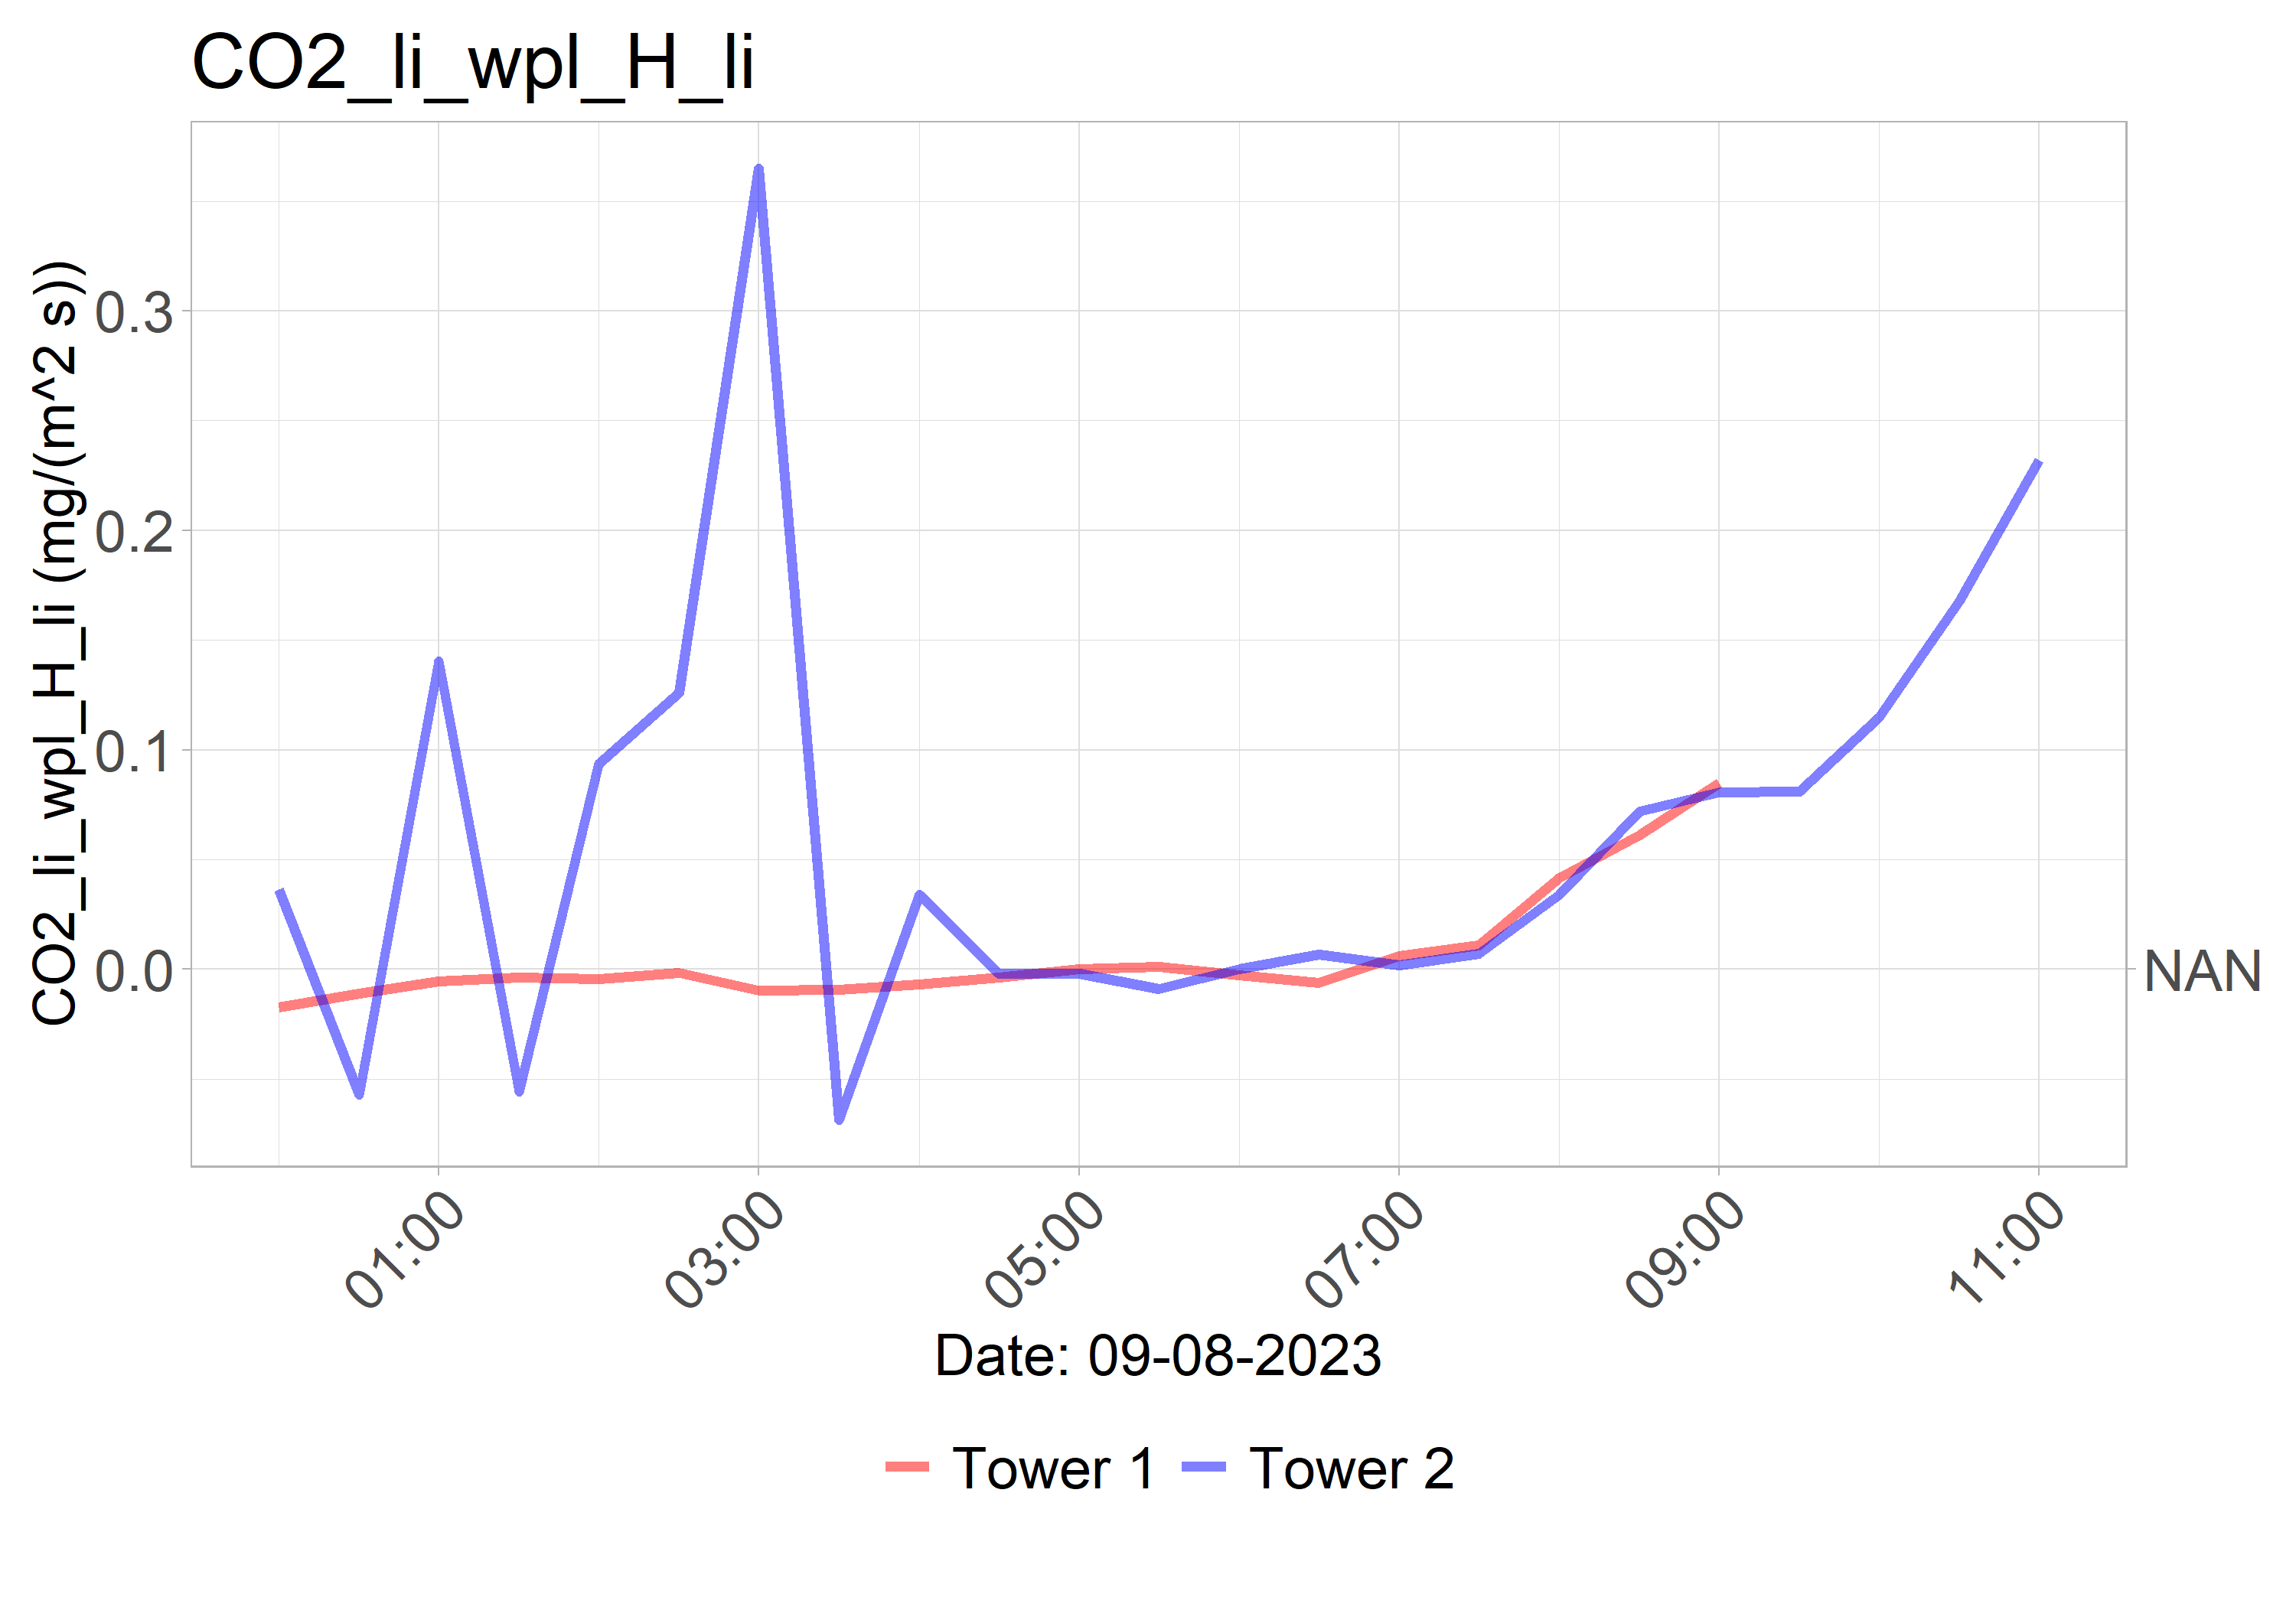 CO2_li_wpl_H_li
CO2_li_wpl_H_li (mg/(m^2 s))
0.3
0.2
0.1
0.0
NAN
01:00
03:00
05:00
07:00
09:00
11:00
Date: 09-08-2023
Tower 1
Tower 2